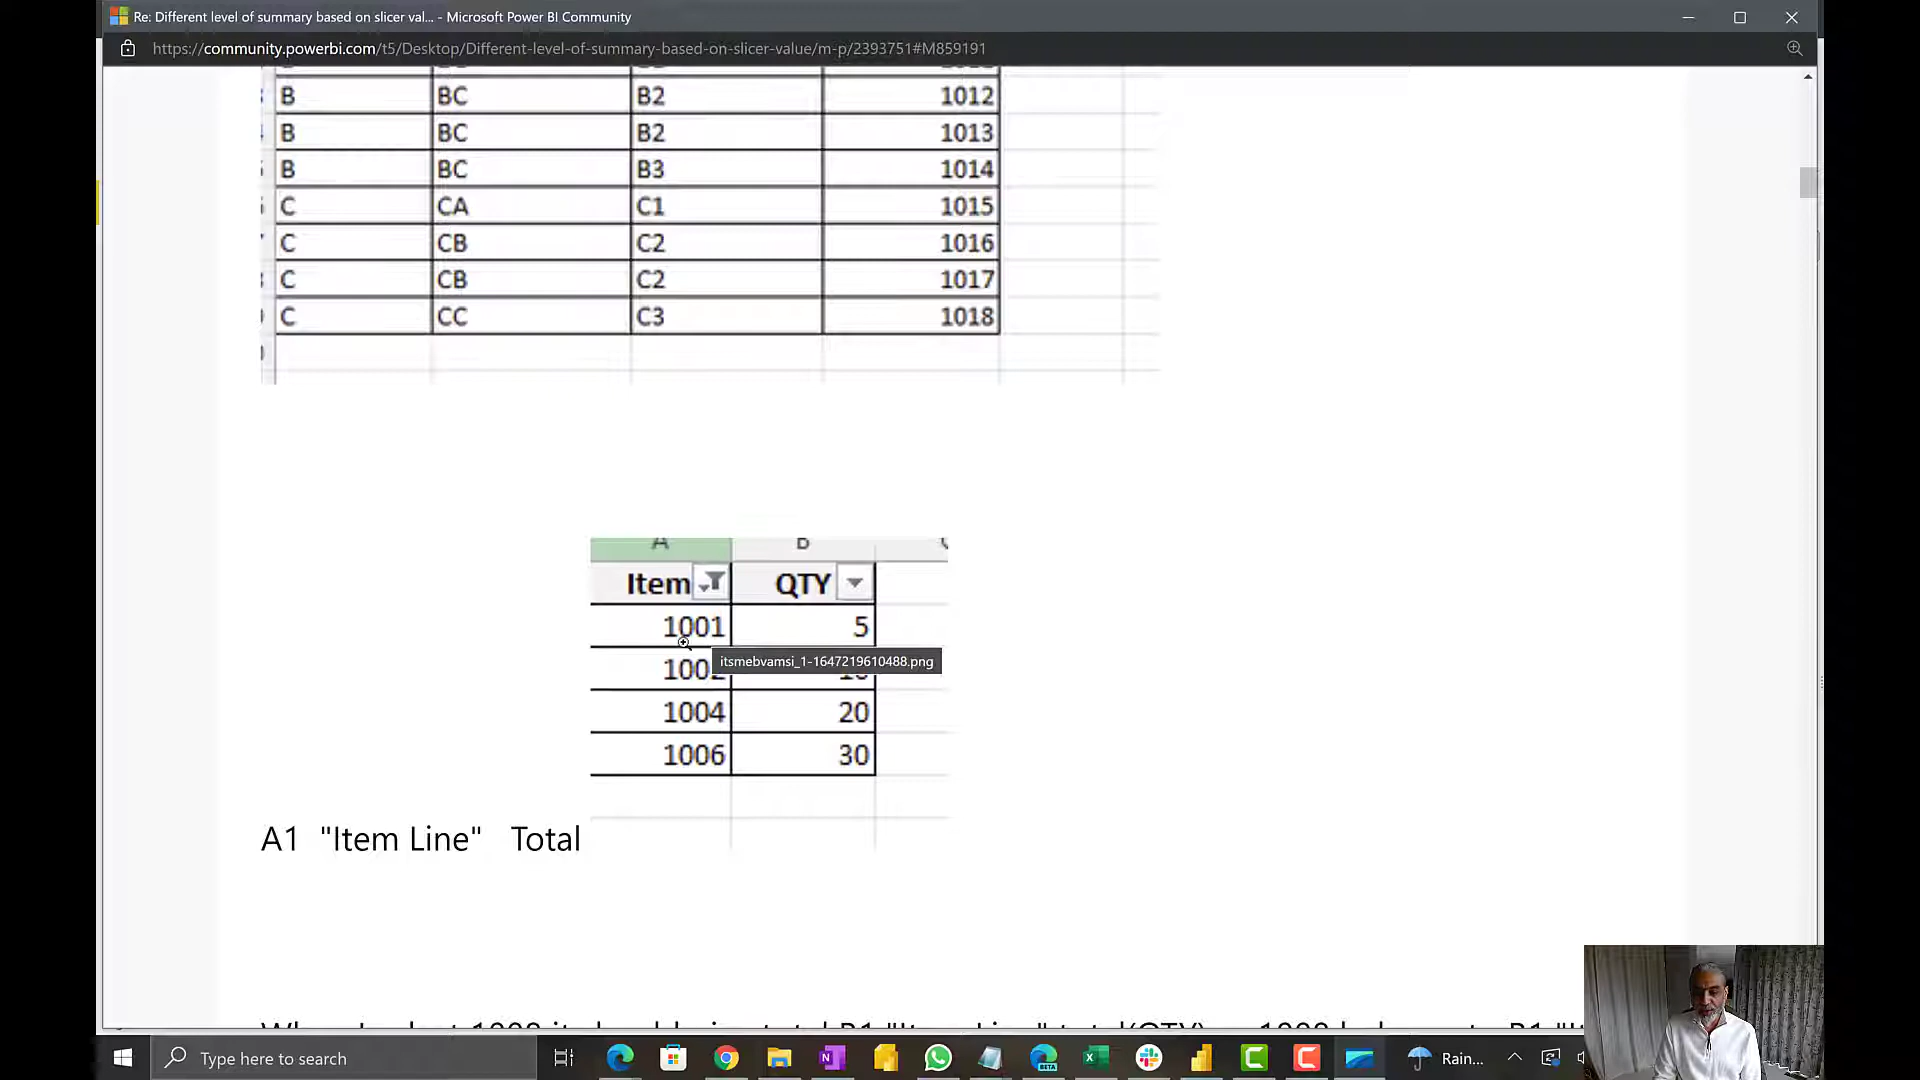 Re: Different level of summary based on slicer val... - Microsoft Power BI Community
https://community.powerbi.com/t5/Desktop/Different-level-of-summary-based-on-slicer-value/m-p/2393751#M859191
B BC B2 1012
B BC B2 1013
B BC B3 1014
C CA C1 1015
C CB C2 1016
C CB C2 1017
C CC C3 1018
A B
Item QTY
1001 5
itsmebvamsi_1-1647219610488.png
1004 20
1006 30
A1 "Item Line" Total
Type here to search
BETA
Rain...